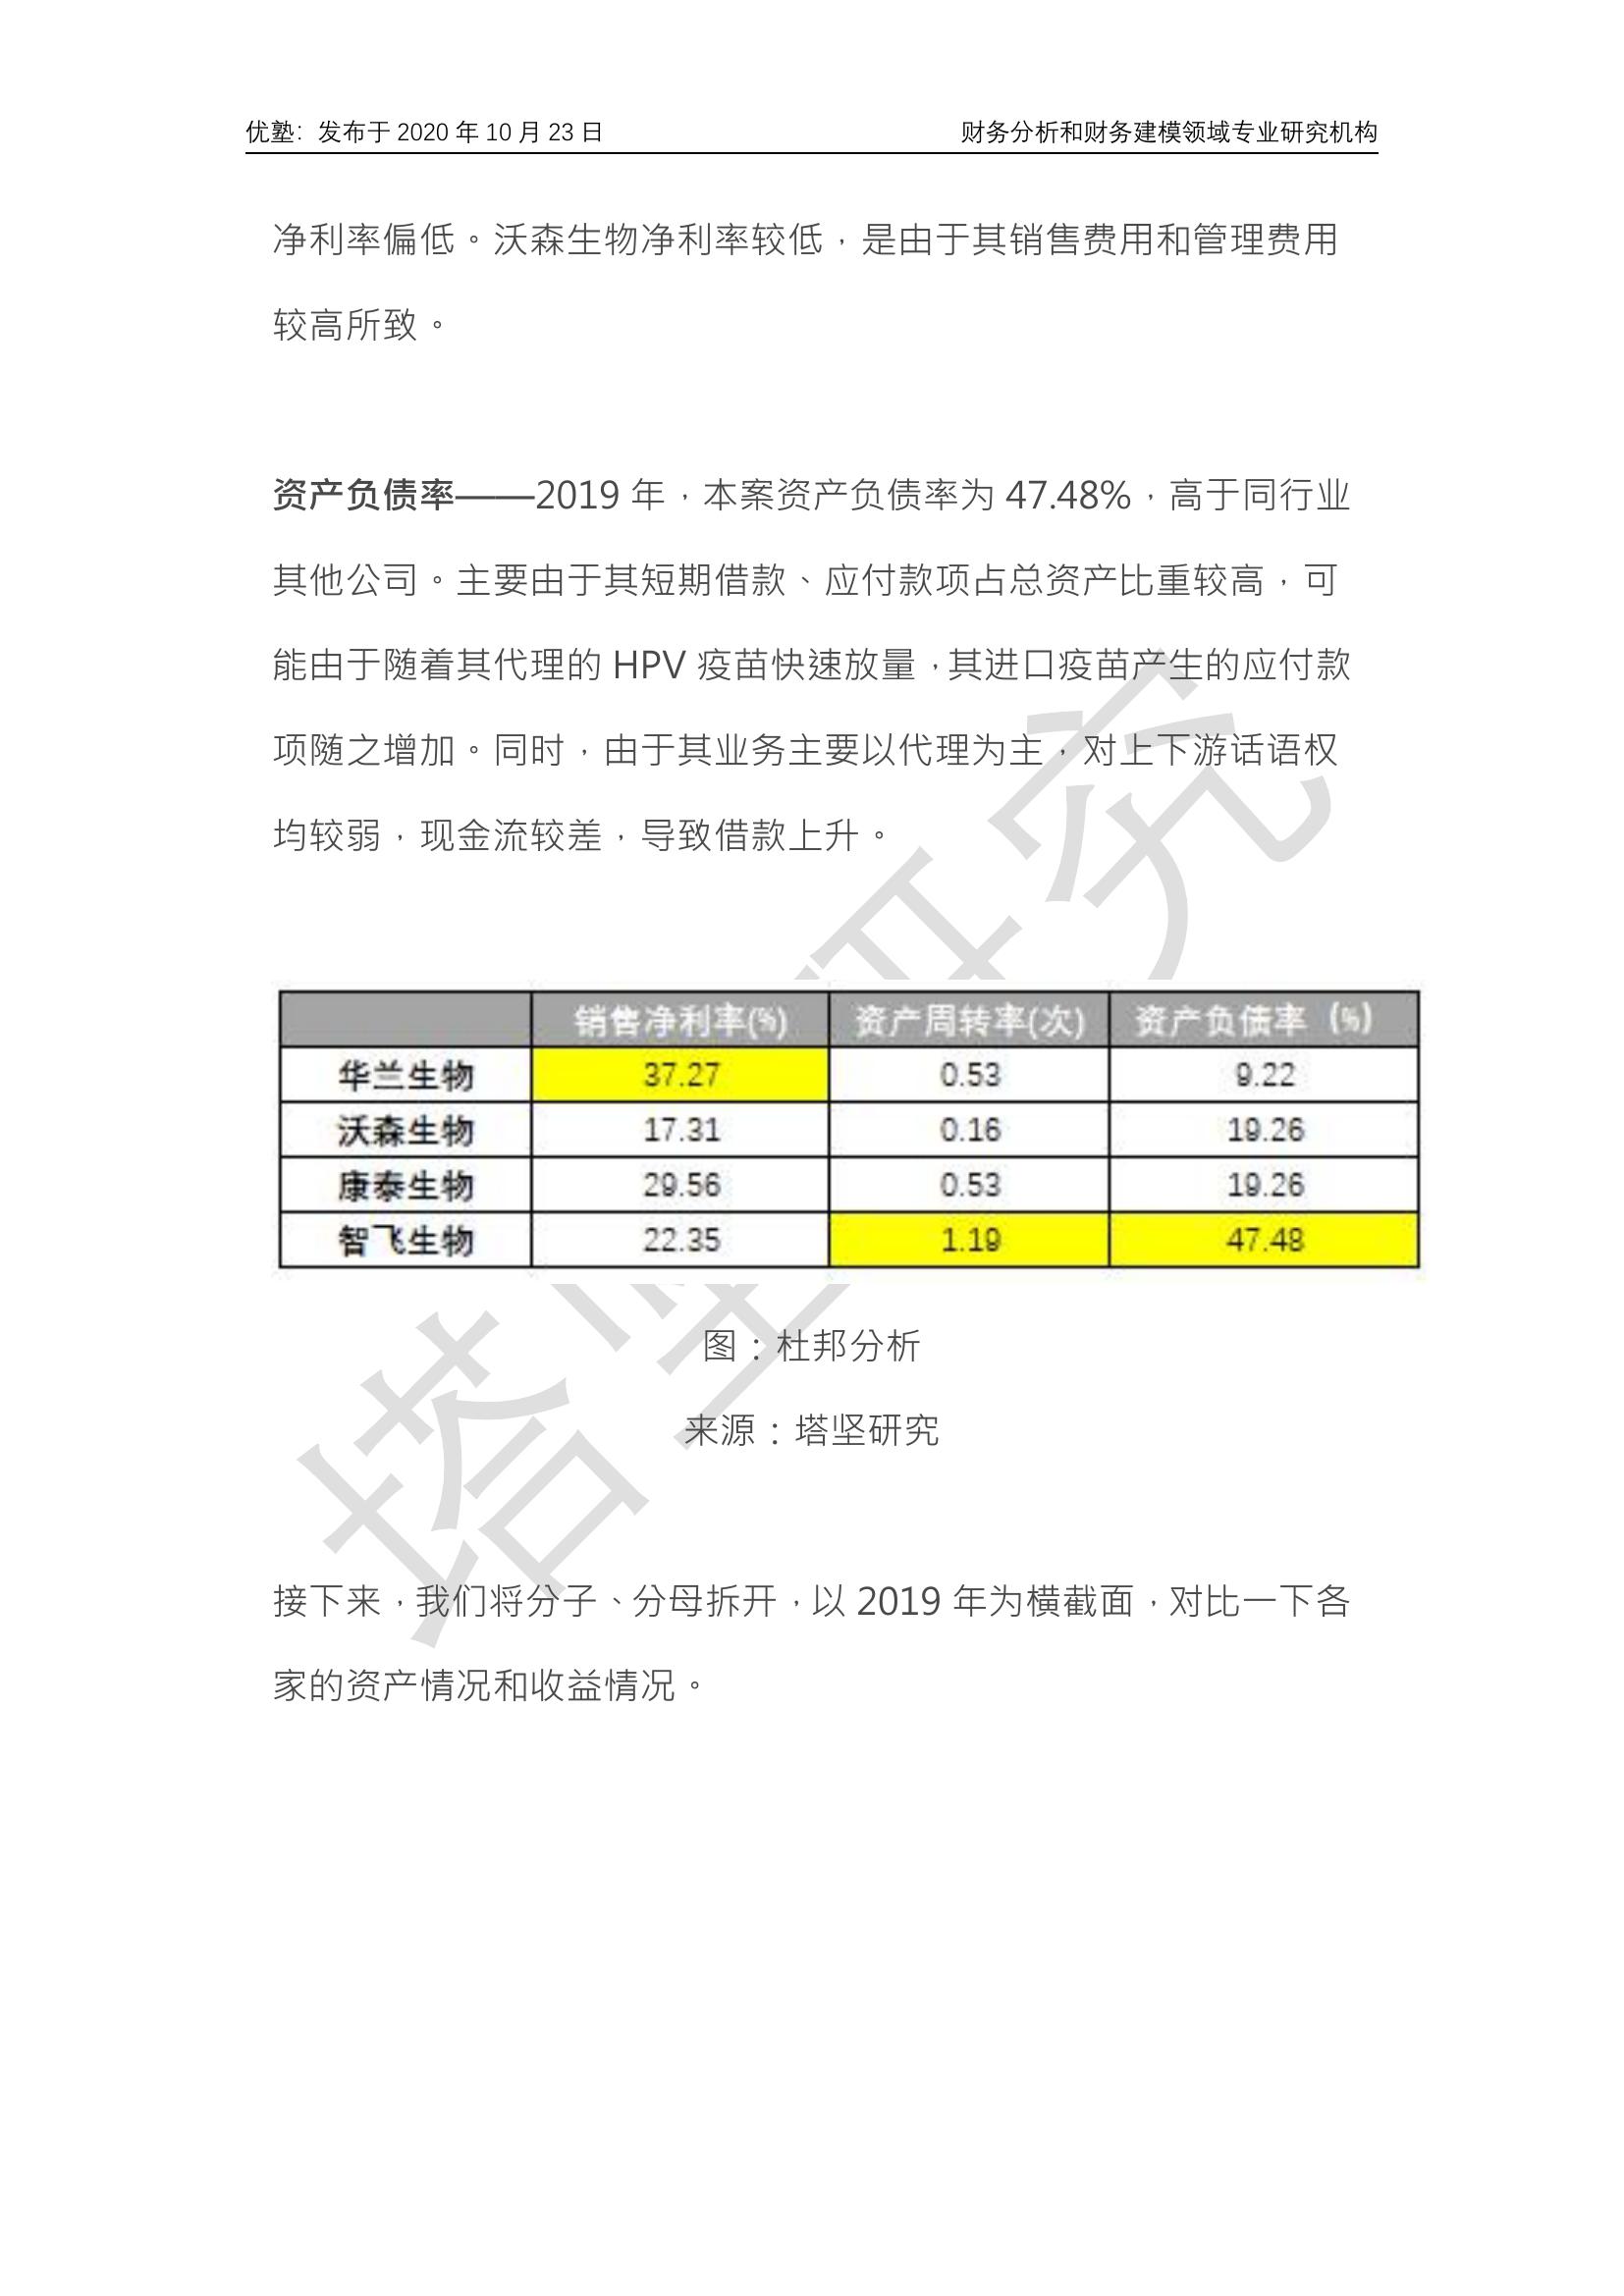 优塾：发布于 2020 年 10 月 23 日 财务分析和财务建模领域专业研究机构
净利率偏低。沃森生物净利率较低，是由于其销售费用和管理费用
较高所致。
资产负债率——2019 年，本案资产负债率为 47.48%，高于同行业
其他公司。主要由于其短期借款、应付款项占总资产比重较高，可
能由于随着其代理的 HPV 疫苗快速放量，其进口疫苗产生的应付款
项随之增加。同时，由于其业务主要以代理为主，对上下游话语权
均较弱，现金流较差，导致借款上升。
销售净利率(%) 资产周转率(次) 资产负债率（%）
华兰生物 37.27 0.53 9.22
沃森生物 17.31 0.16 19.26
康泰生物 29.56 0.53 19.26
智飞生物 22.35 1.19 47.48
图：杜邦分析
来源：塔坚研究
接下来，我们将分子、分母拆开，以 2019 年为横截面，对比一下各
家的资产情况和收益情况。
塔坚研究